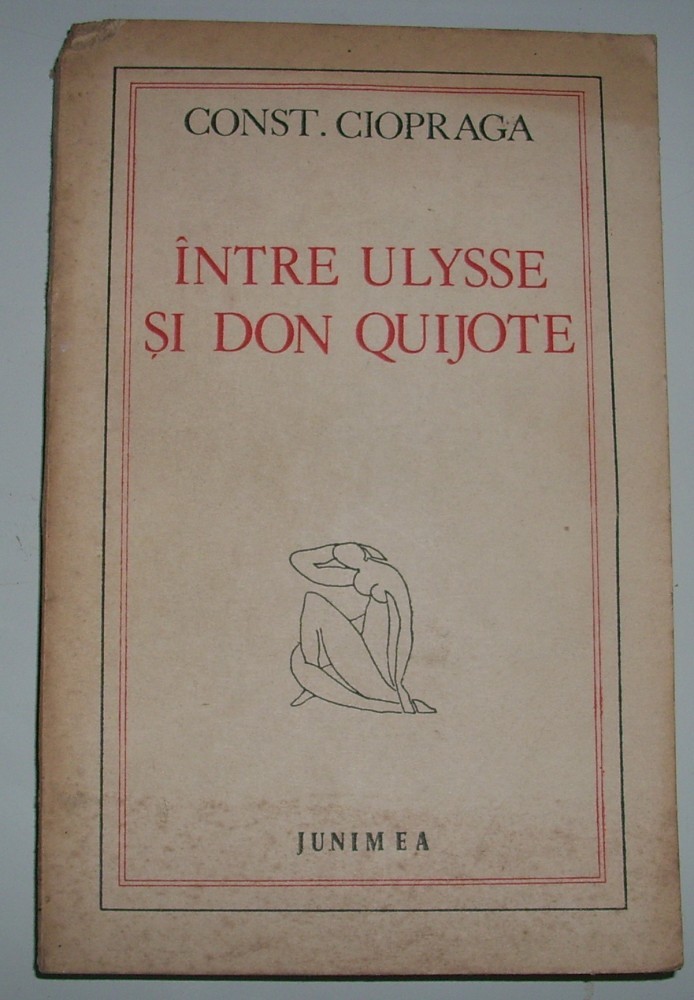 CONST. CIOPRAGA
ÎNTRE ULYSSE
ȘI DON QUIJOTE
JUNIMEA